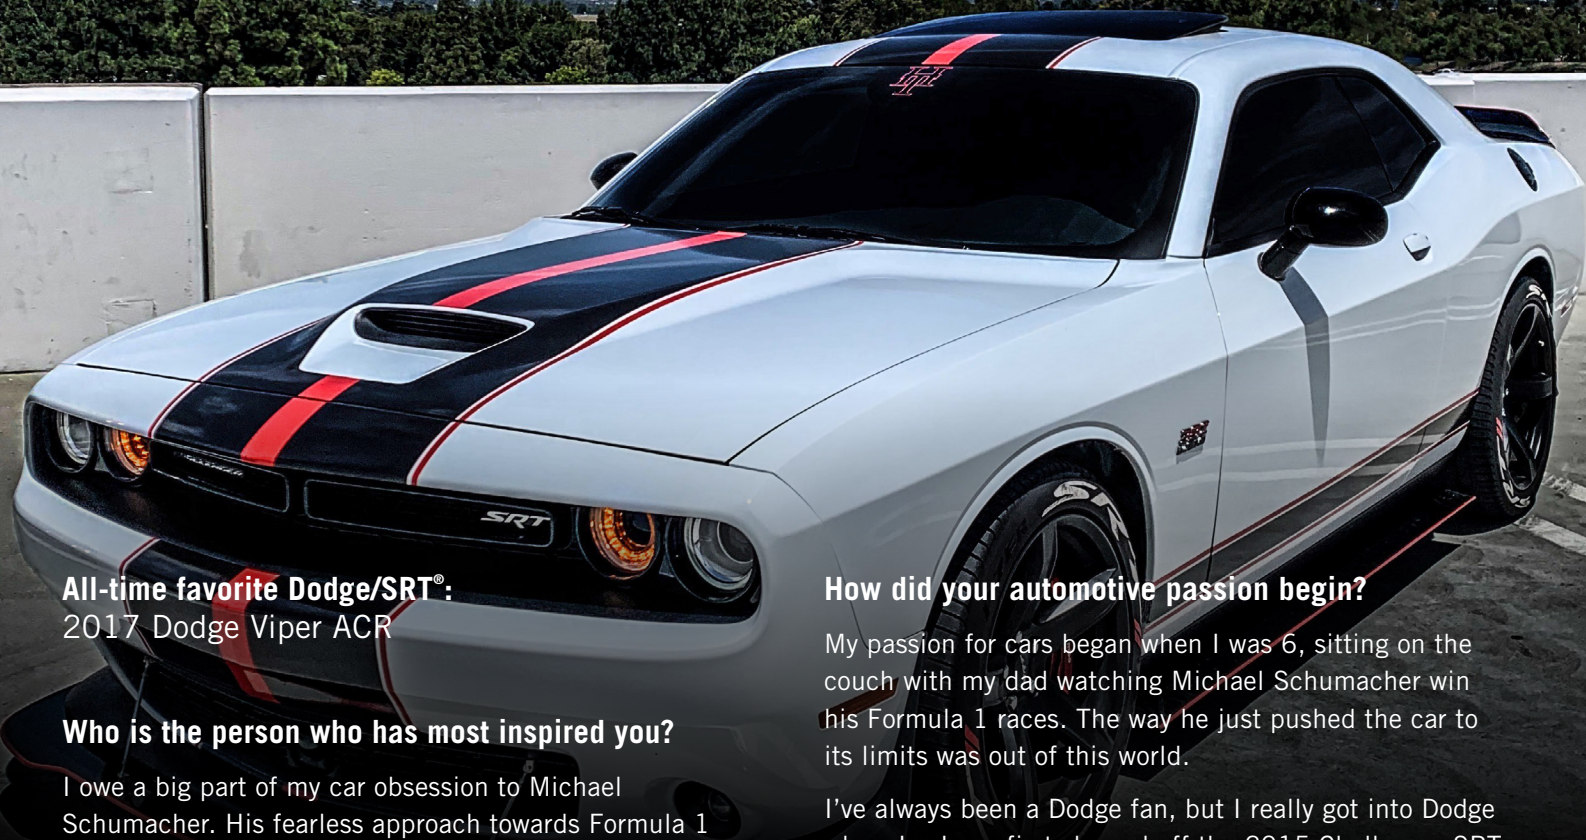 SRT
All-time favorite Dodge/SRT®:
2017 Dodge Viper ACR
Who is the person who has most inspired you?
I owe a big part of my car obsession to Michael
Schumacher. His fearless approach towards Formula 1
How did your automotive passion begin?
My passion for cars began when I was 6, sitting on the
couch with my dad watching Michael Schumacher win
his Formula 1 races. The way he just pushed the car to
its limits was out of this world.
I’ve always been a Dodge fan, but I really got into Dodge